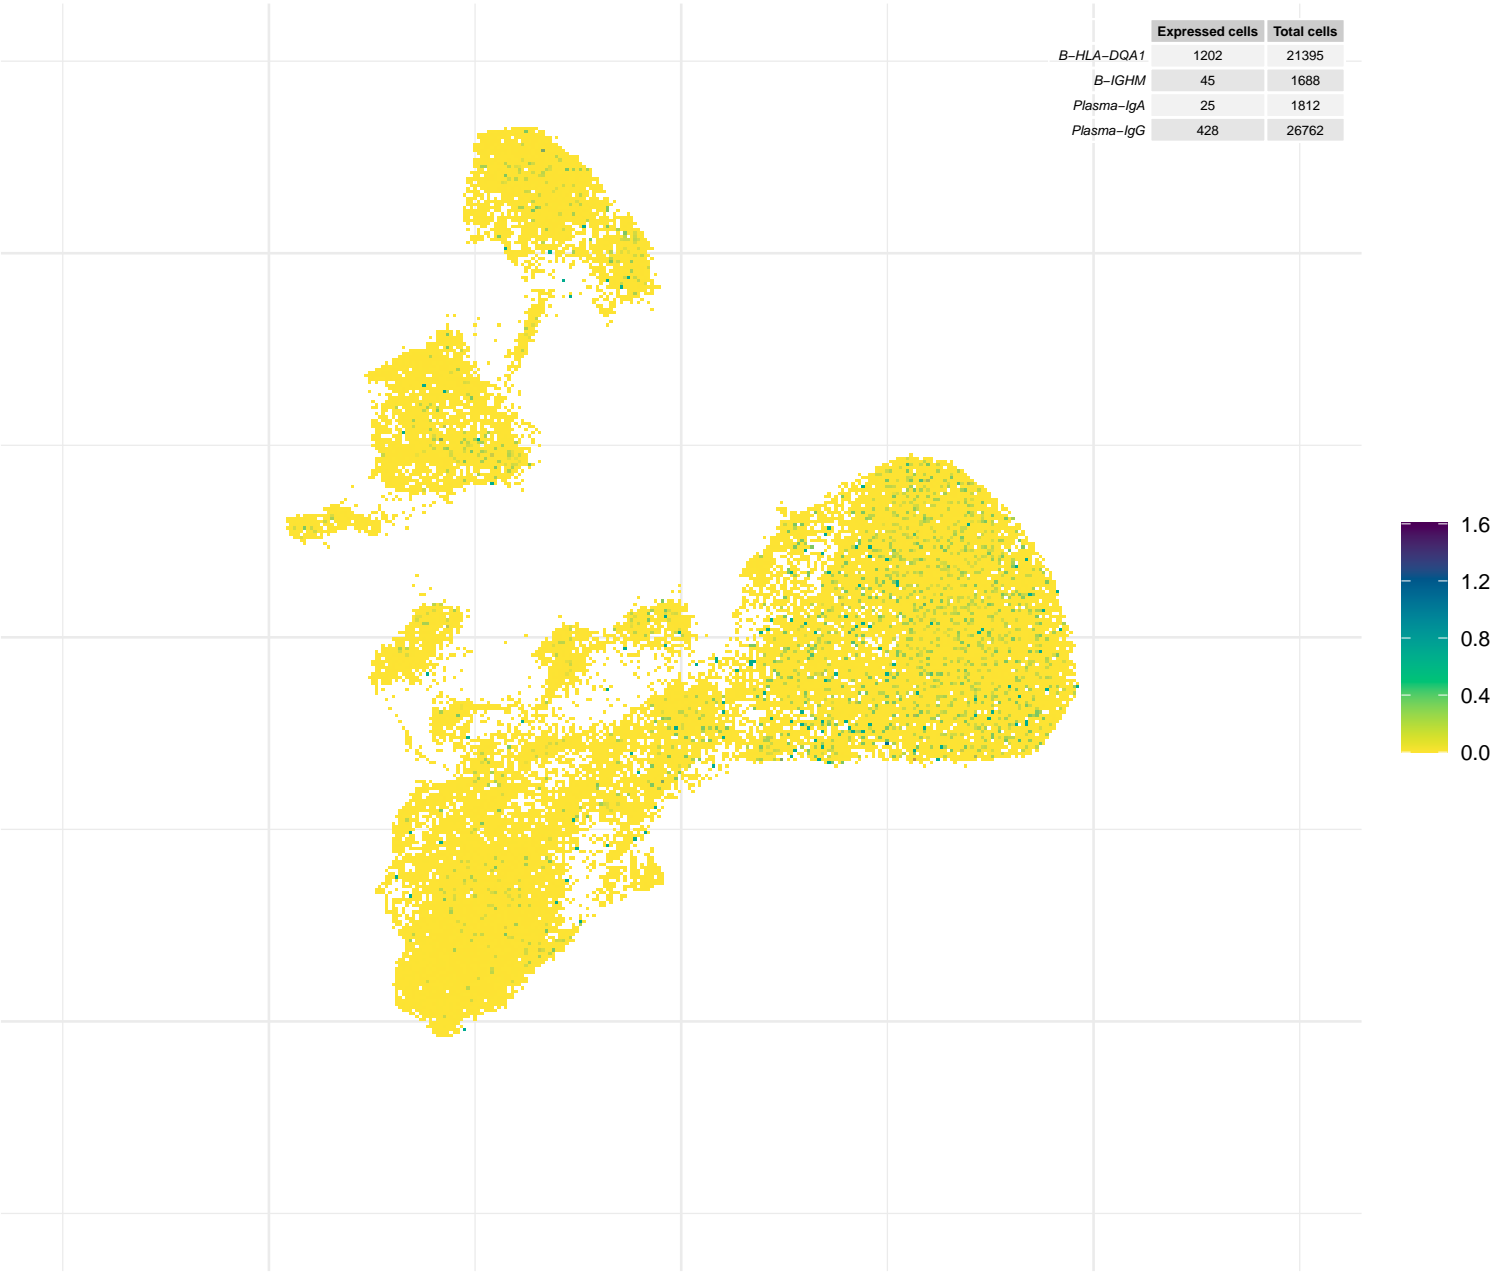 Expressed cells Total cells
B−HLA−DQA1 1202 21395
B−IGHM 45 1688
Plasma−IgA 25 1812
Plasma−IgG 428 26762
1.6
1.2
0.8
0.4
0.0